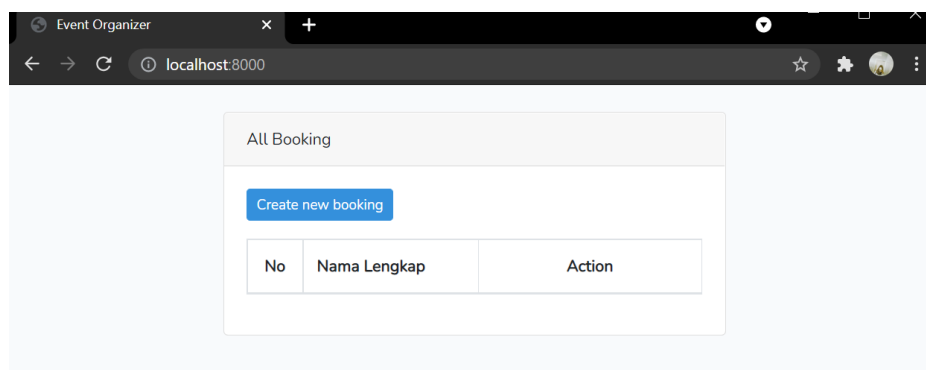 Event Organizer
localhost:8000
All Booking
Create new booking
No Nama Lengkap Action